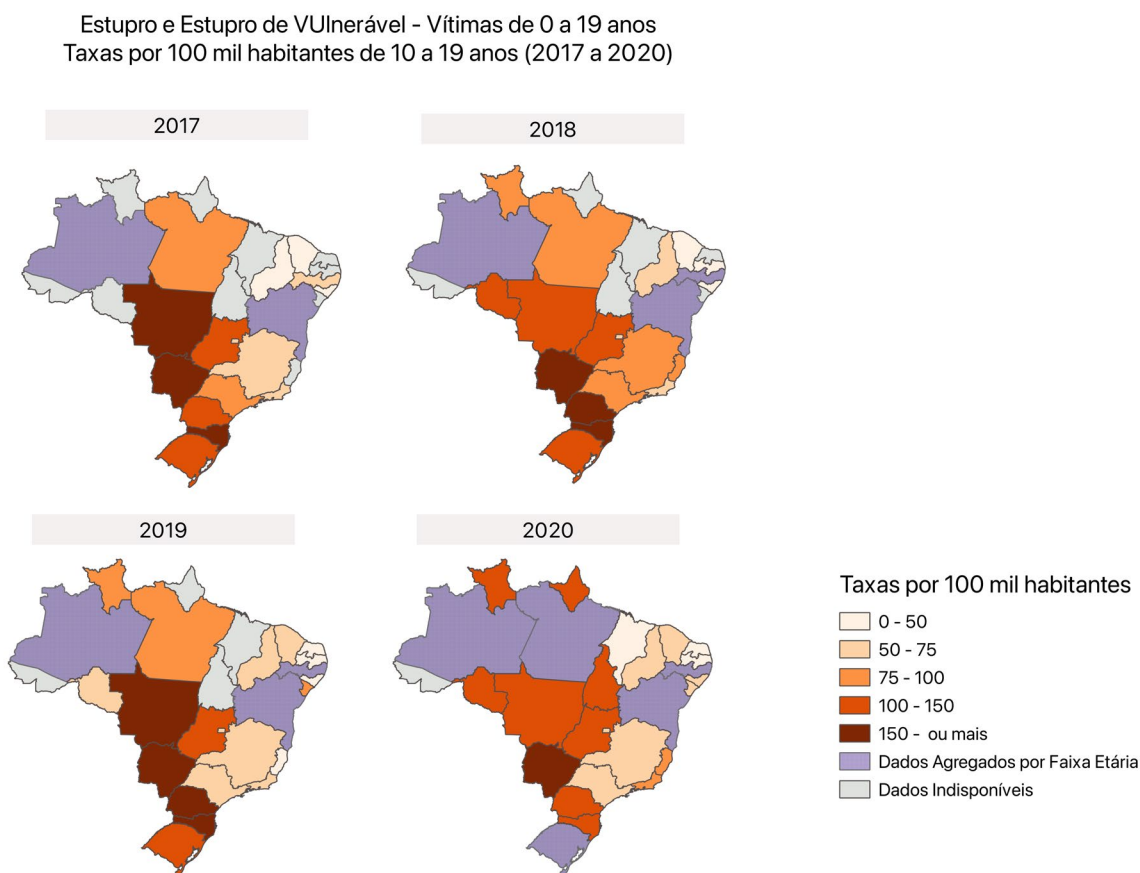 Estupro e Estupro de VUlnerável - Vítimas de 0 a 19 anos
Taxas por 100 mil habitantes de 10 a 19 anos (2017 a 2020)
2017
2018
2019
2020
Taxas por 100 mil habitantes
0 - 50
50 - 75
75 - 100
100 - 150
150 - ou mais
Dados Agregados por Faixa Etária
Dados Indisponíveis